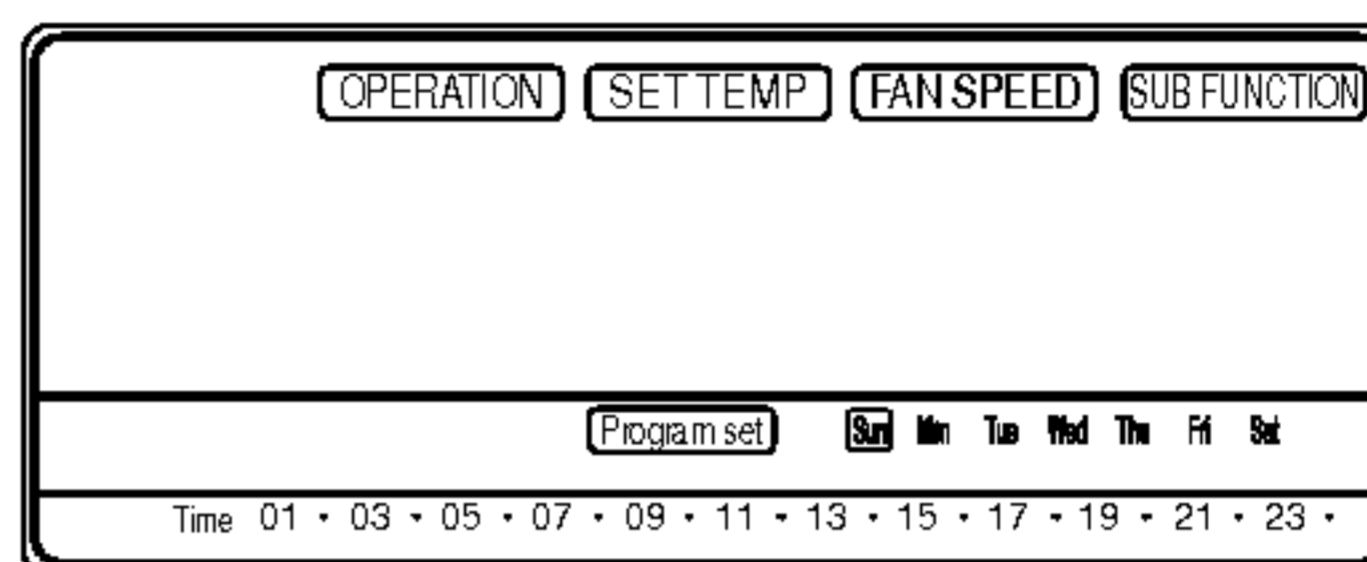 OPERATION SET TEMP FAN SPEED SUB FUNCTION
Program set Sun Mon Tue Wed Thu Fri Sat
Time 01 • 03 • 05 • 07 • 09 • 11 • 13 • 15 • 17 • 19 • 21 • 23 •